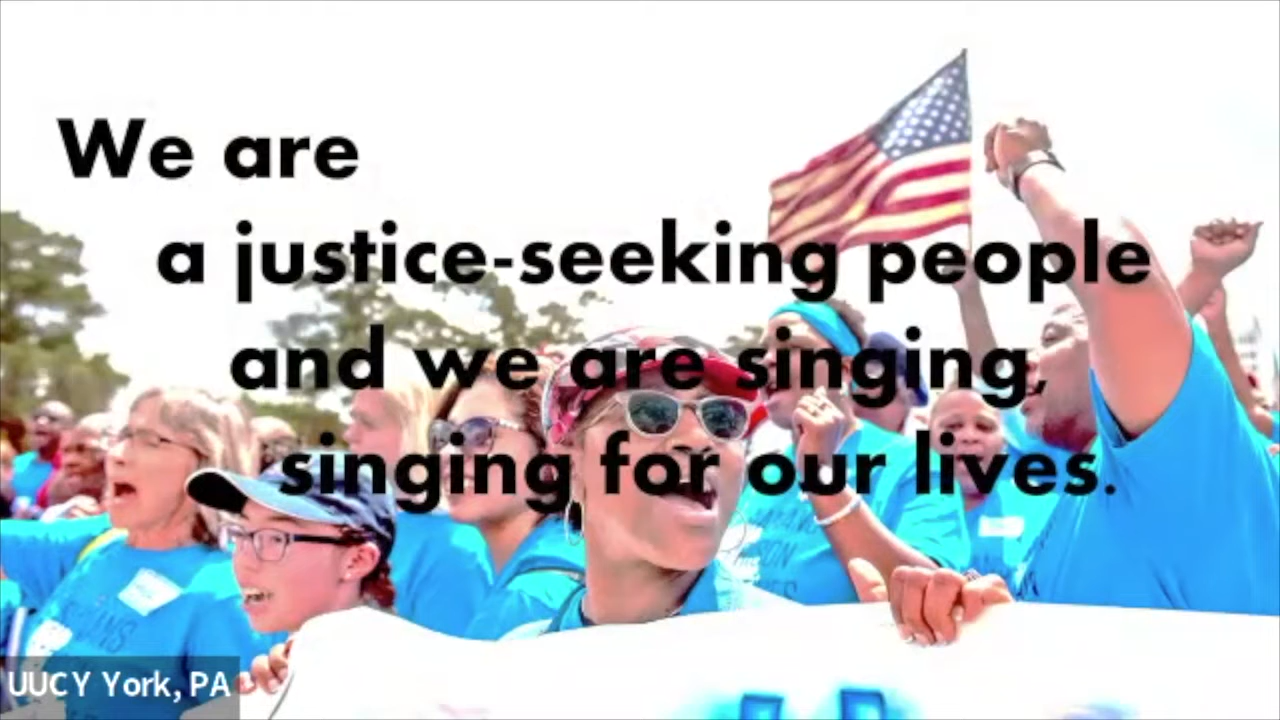 We are
a justice-seeking people
and we are singing,
singing for our lives.
UUCY York, PA